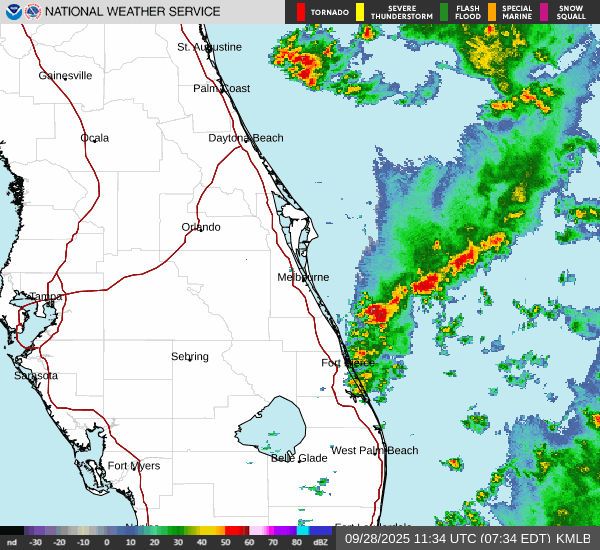 NATIONAL WEATHER SERVICE
TORNADO
SEVERE THUNDERSTORM
FLASH FLOOD
SPECIAL MARINE
SNOW SQUALL
St. Augustine
Gainesville
Palm Coast
Ocala
Daytona Beach
Orlando
Melbourne
Tampa
Sebring
Fort Pierce
Sarasota
West Palm Beach
Belle Glade
Fort Myers
nd -30 -20 -10 0 10 20 30 40 50 60 70 80 dBZ
09/28/2025 11:34 UTC (07:34 EDT) KMLB